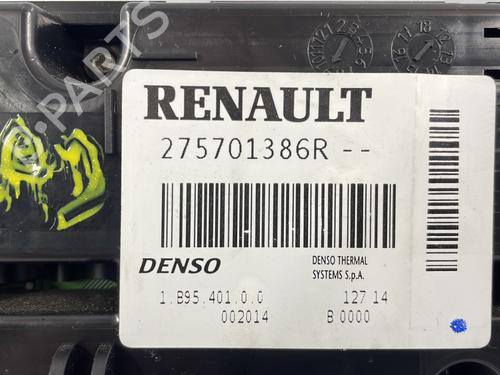 RENAULT
275701386R --
DENSO
DENSO THERMAL
SYSTEMS S.p.A.
1.B95.401.0.0 127 14
002014 B 0000
PARTS